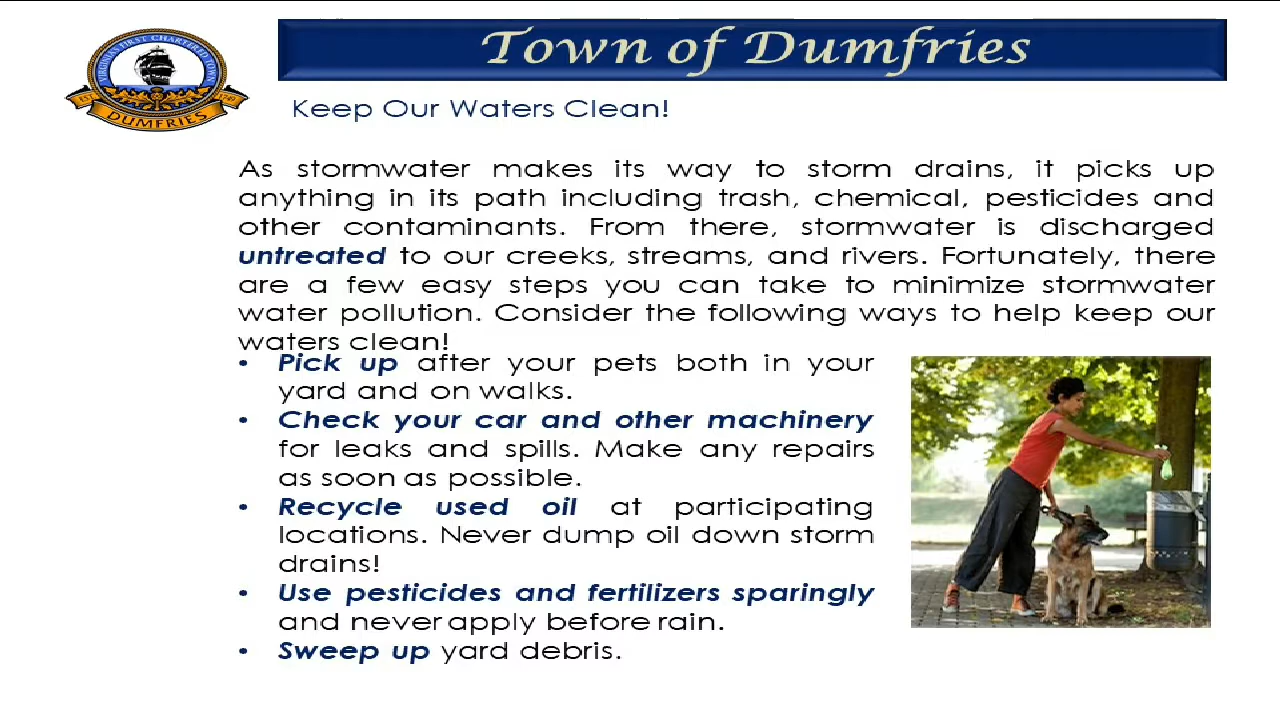 Town of Dumfries
VIRGINIA'S FIRST CHARTERED TOWN
EST. 1749
DUMFRIES
Keep Our Waters Clean!
As stormwater makes its way to storm drains, it picks up
anything in its path including trash, chemical, pesticides and
other contaminants. From there, stormwater is discharged
untreated to our creeks, streams, and rivers. Fortunately, there
are a few easy steps you can take to minimize stormwater
water pollution. Consider the following ways to help keep our
waters clean!
• Pick up after your pets both in your
yard and on walks.
• Check your car and other machinery
for leaks and spills. Make any repairs
as soon as possible.
• Recycle used oil at participating
locations. Never dump oil down storm
drains!
• Use pesticides and fertilizers sparingly
and never apply before rain.
• Sweep up yard debris.